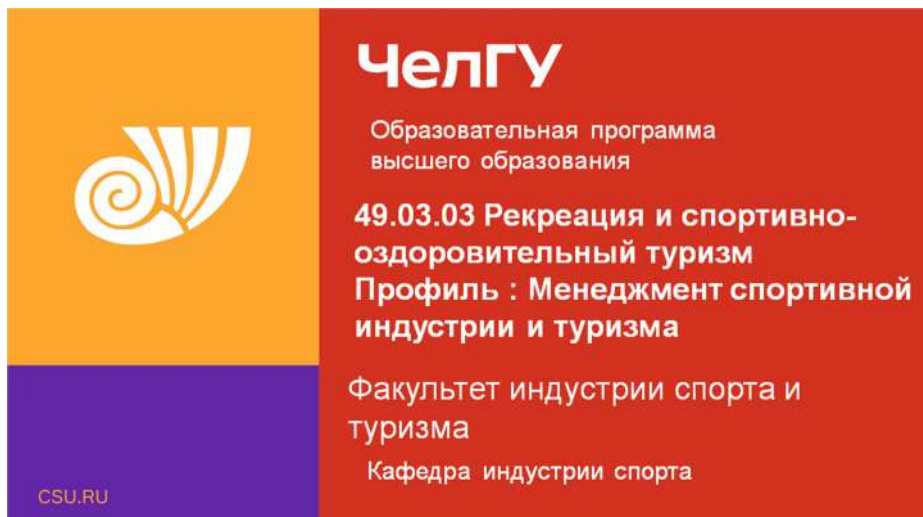 ЧелГУ
Образовательная программа
высшего образования
49.03.03 Рекреация и спортивно-
оздоровительный туризм
Профиль : Менеджмент спортивной
индустрии и туризма
Факультет индустрии спорта и
туризма
Кафедра индустрии спорта
CSU.RU